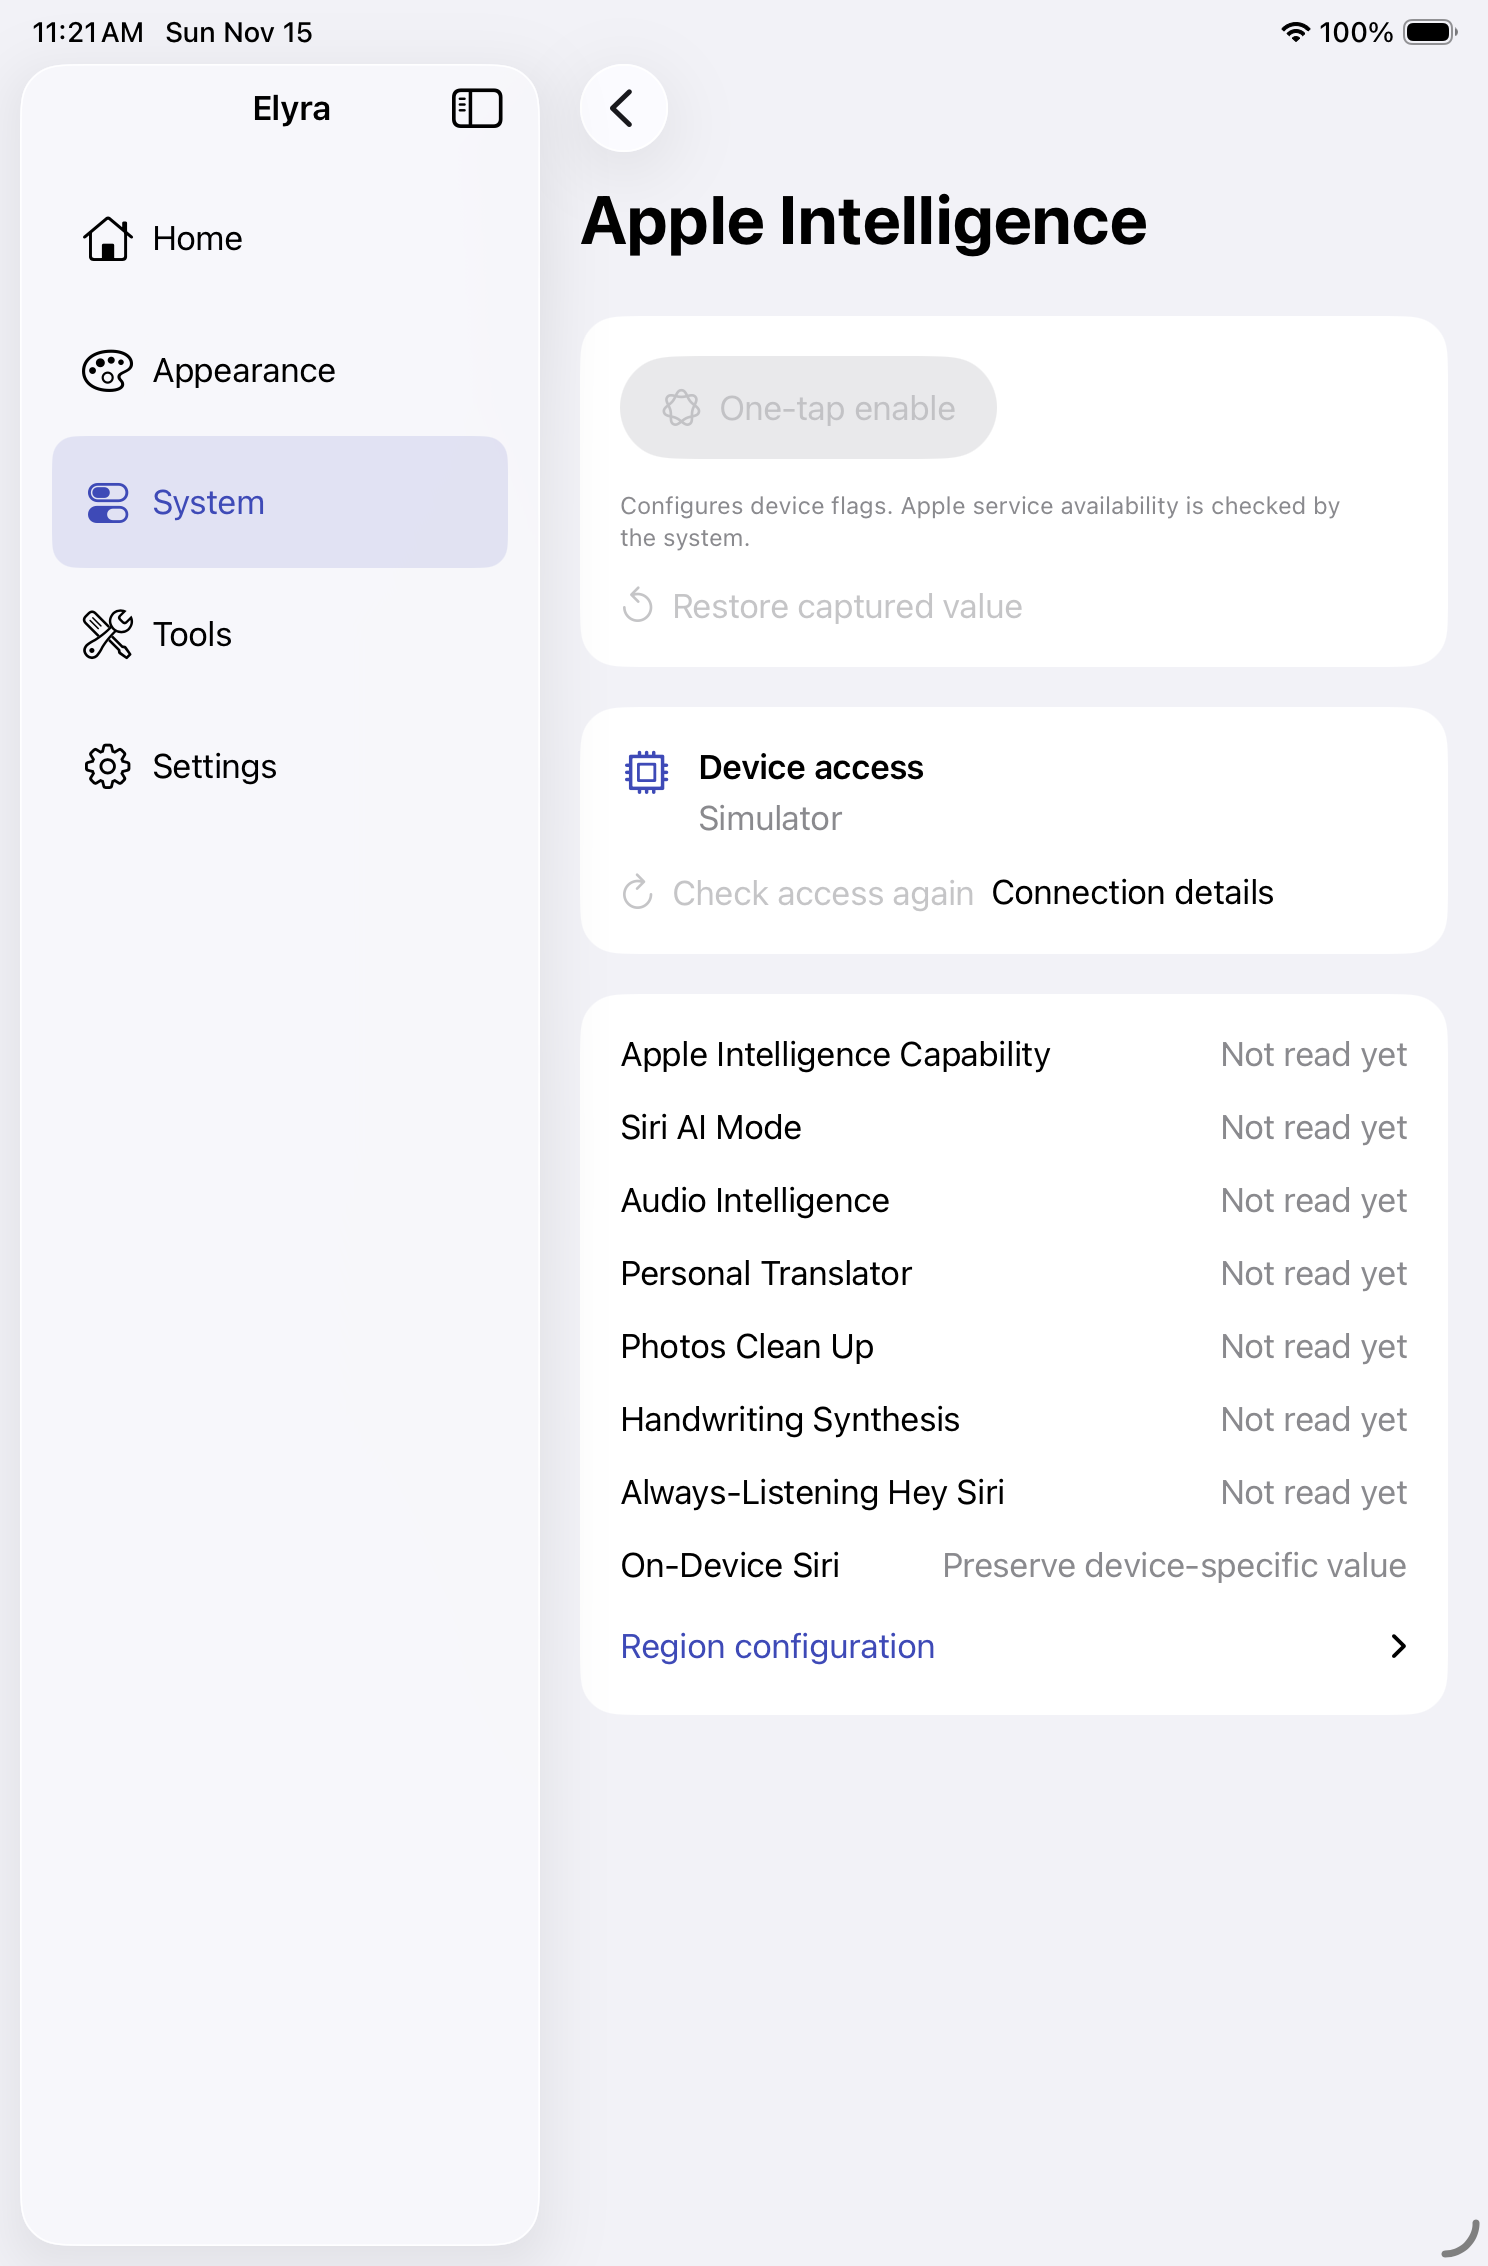 11:21 AM Sun Nov 15
100%
Elyra
Home
Appearance
System
Tools
Settings
Apple Intelligence
One-tap enable
Configures device flags. Apple service availability is checked by
the system.
Restore captured value
Device access
Simulator
Check access again Connection details
Apple Intelligence Capability Not read yet
Siri AI Mode Not read yet
Audio Intelligence Not read yet
Personal Translator Not read yet
Photos Clean Up Not read yet
Handwriting Synthesis Not read yet
Always-Listening Hey Siri Not read yet
On-Device Siri Preserve device-specific value
Region configuration